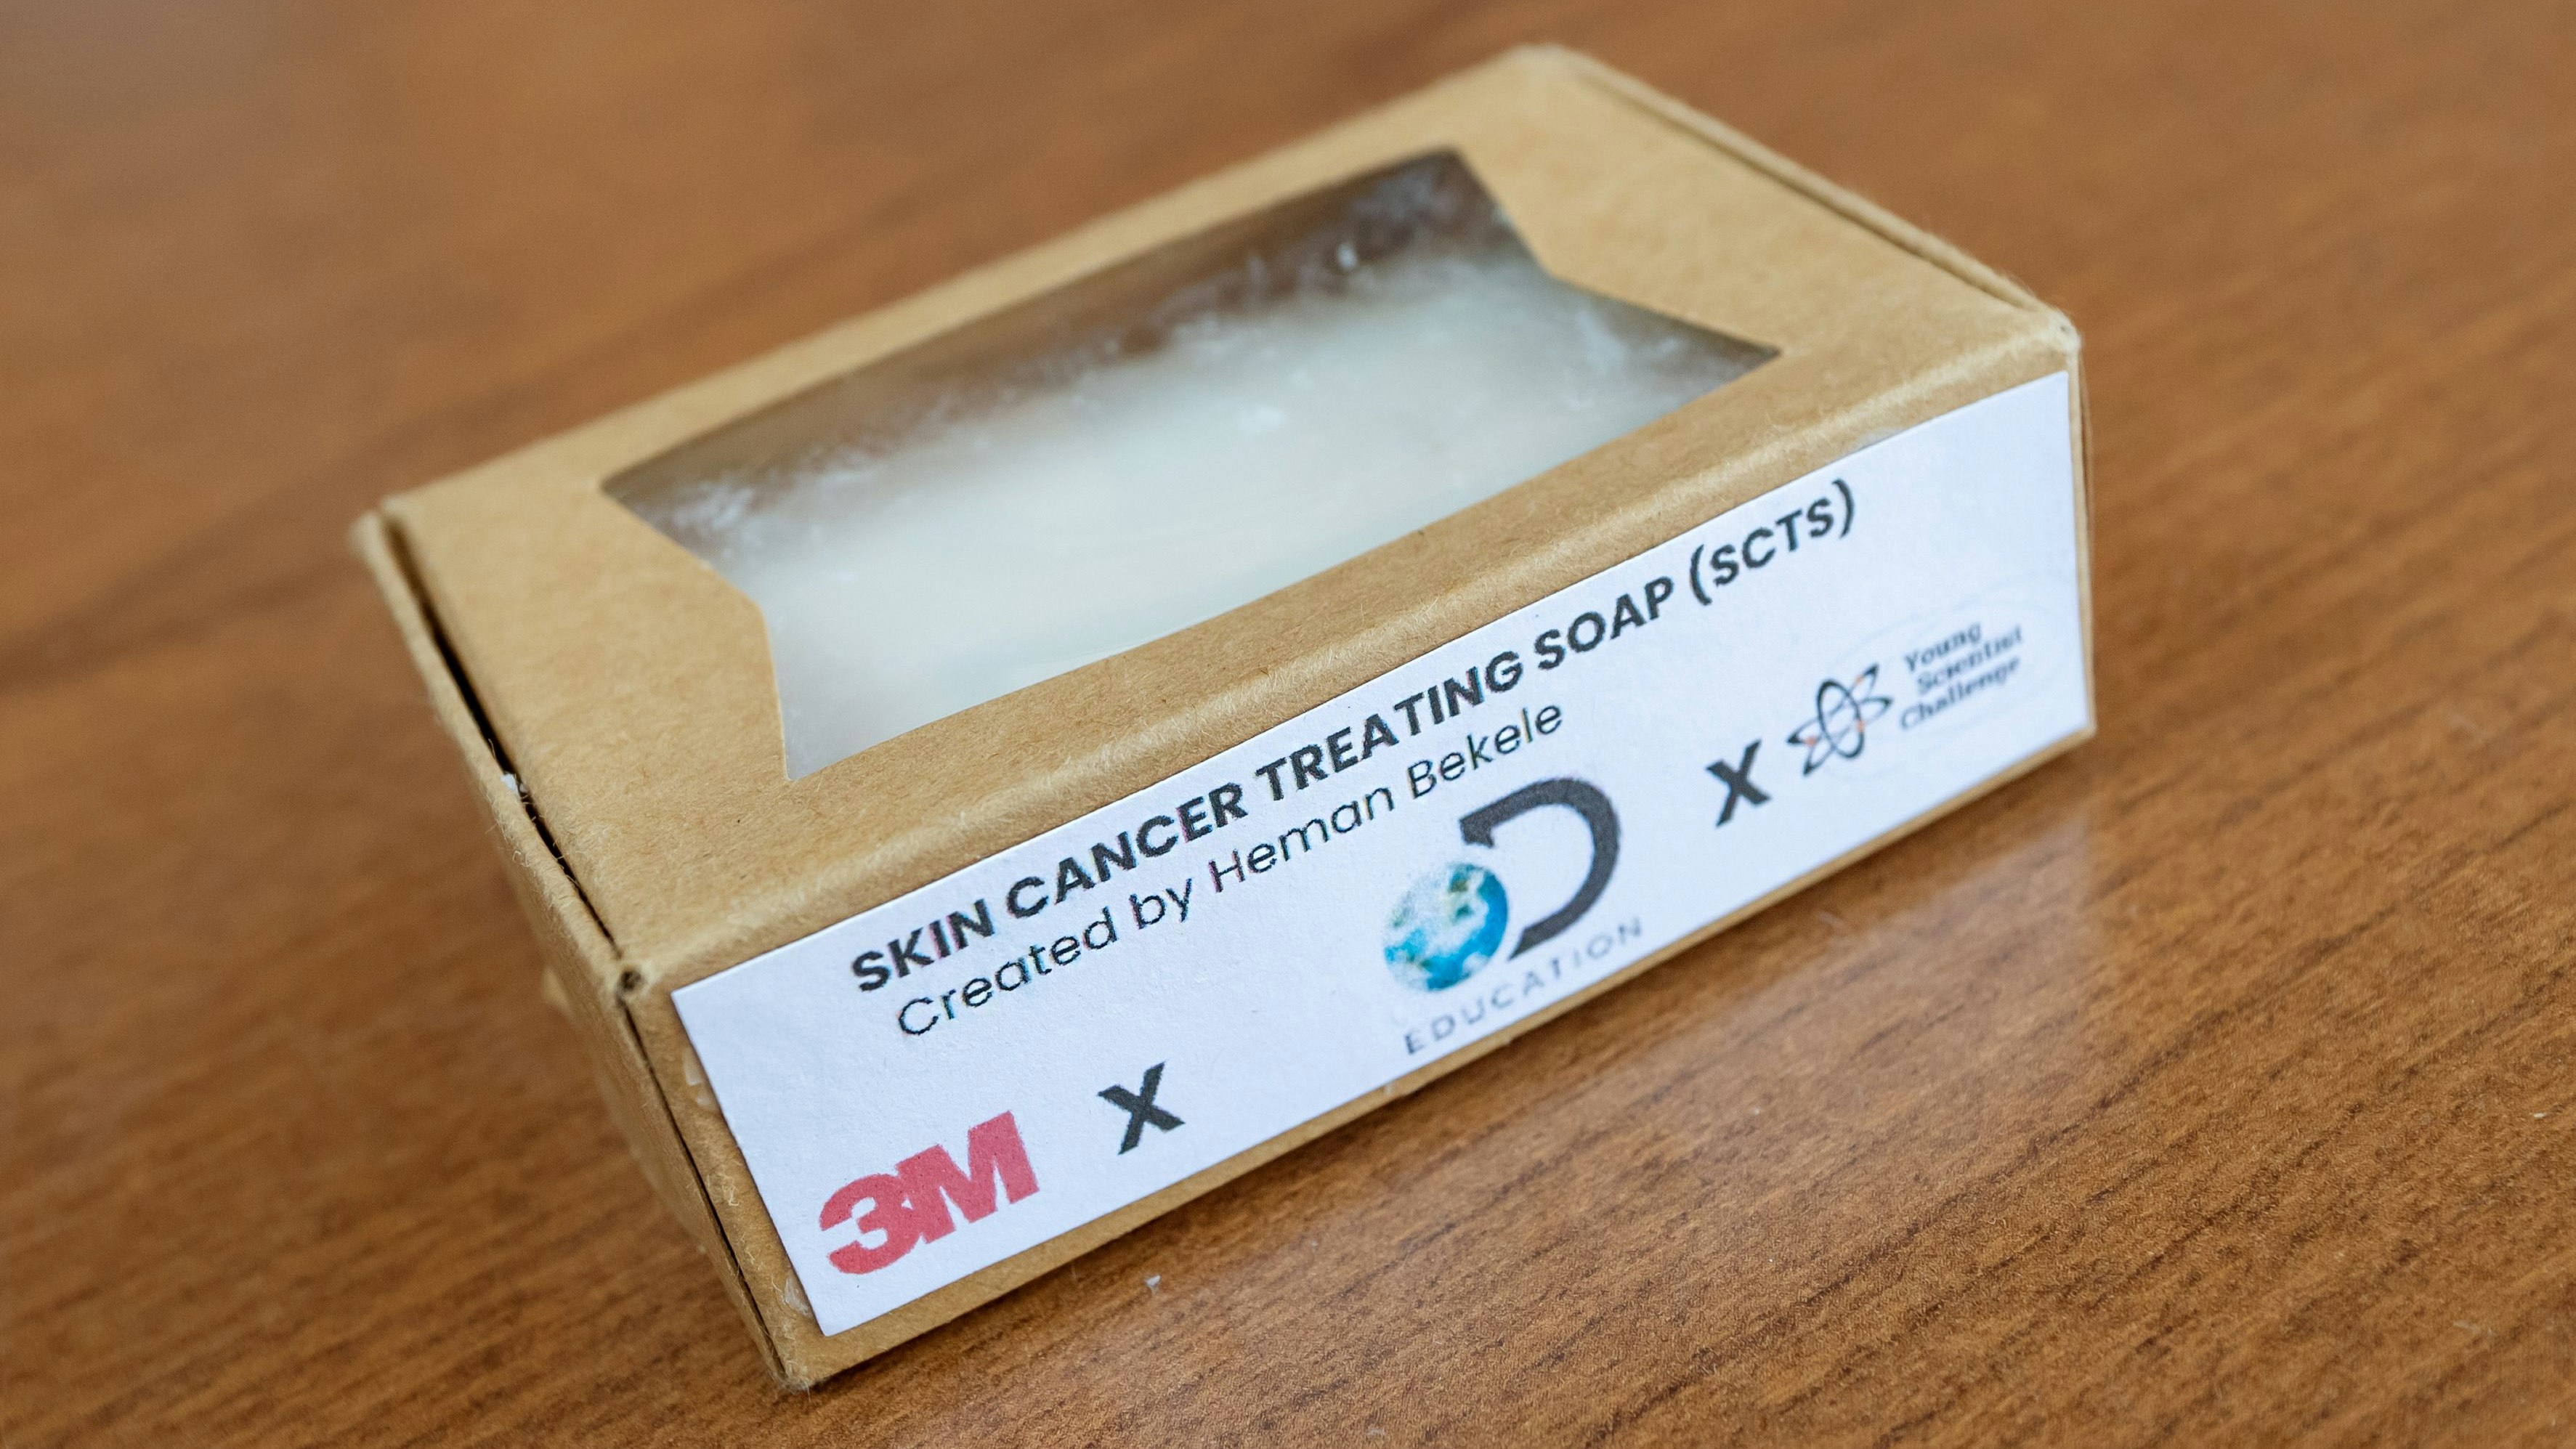 SKIN CANCER TREATING SOAP (SCTS)
Created by Heman Bekele
3M X D EDUCATION X Young Scientist Challenge